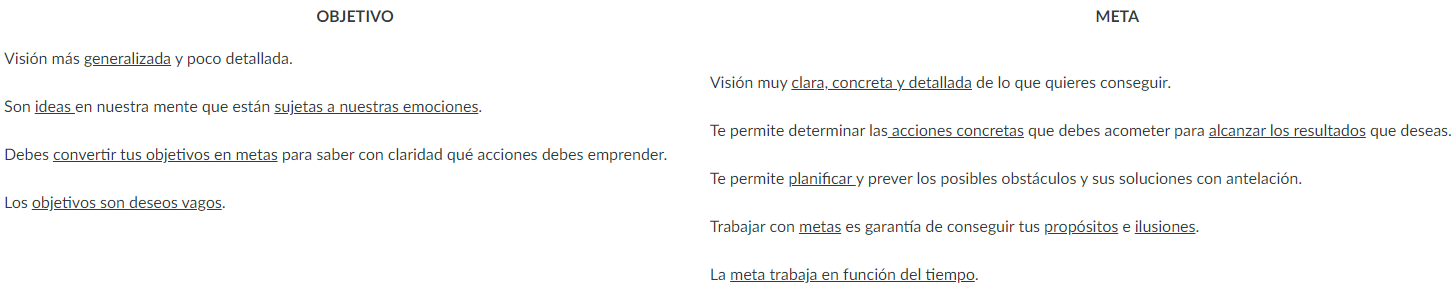 OBJETIVO
Visión más generalizada y poco detallada.
Son ideas en nuestra mente que están sujetas a nuestras emociones.
Debes convertir tus objetivos en metas para saber con claridad qué acciones debes emprender.
Los objetivos son deseos vagos.
META
Visión muy clara, concreta y detallada de lo que quieres conseguir.
Te permite determinar las acciones concretas que debes acometer para alcanzar los resultados que deseas.
Te permite planificar y prever los posibles obstáculos y sus soluciones con antelación.
Trabajar con metas es garantía de conseguir tus propósitos e ilusiones.
La meta trabaja en función del tiempo.